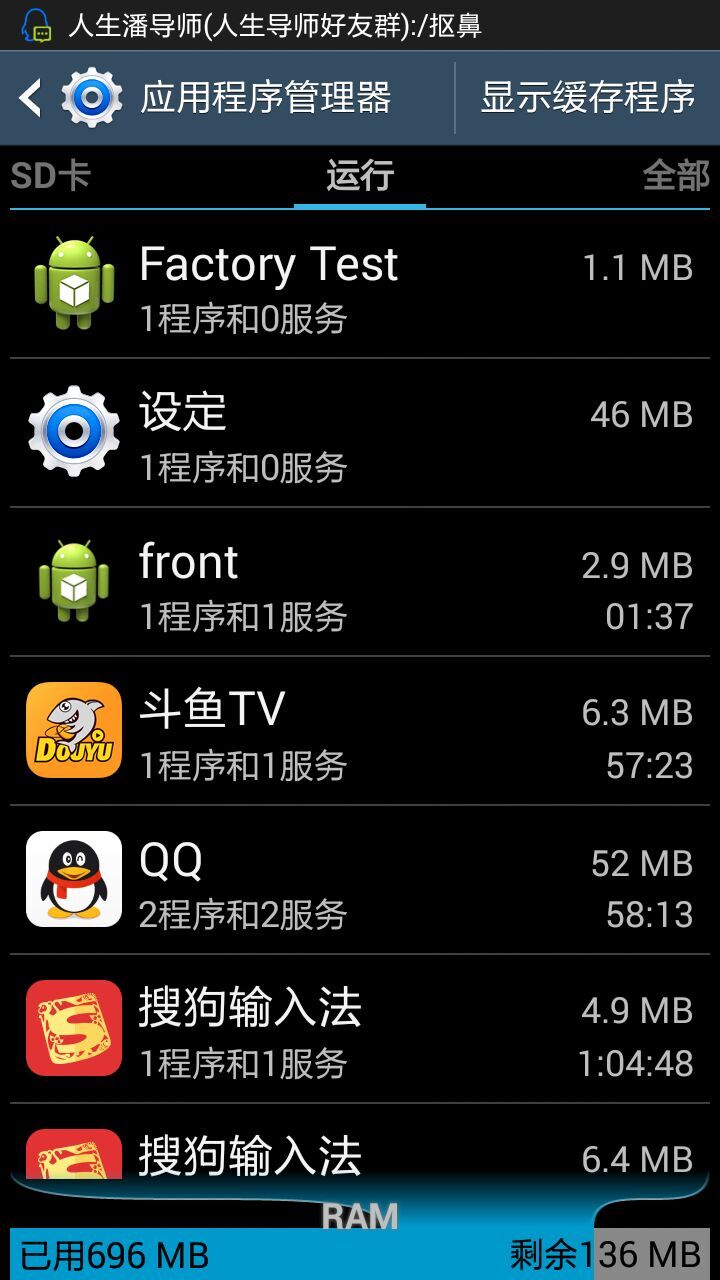 人生潘导师(人生导师好友群):/抠鼻
应用程序管理器 显示缓存程序
SD卡 运行 全部
Factory Test 1.1 MB
1程序和0服务
设定 46 MB
1程序和0服务
front 2.9 MB
1程序和1服务 01:37
斗鱼TV 6.3 MB
DOUYU
1程序和1服务 57:23
QQ 52 MB
2程序和2服务 58:13
搜狗输入法 4.9 MB
1程序和1服务 1:04:48
搜狗输入法 6.4 MB
RAM
已用696 MB 剩余136 MB